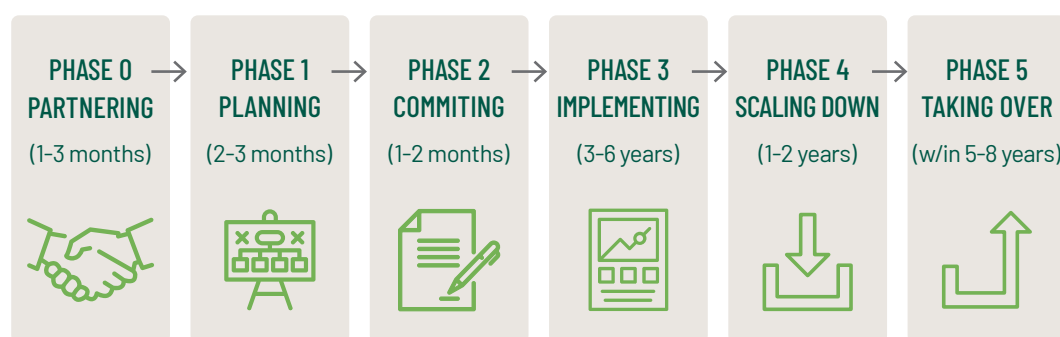 PHASE 0
PARTNERING
(1-3 months)
PHASE 1
PLANNING
(2-3 months)
PHASE 2
COMMITING
(1-2 months)
PHASE 3
IMPLEMENTING
(3-6 years)
PHASE 4
SCALING DOWN
(1-2 years)
PHASE 5
TAKING OVER
(w/in 5-8 years)